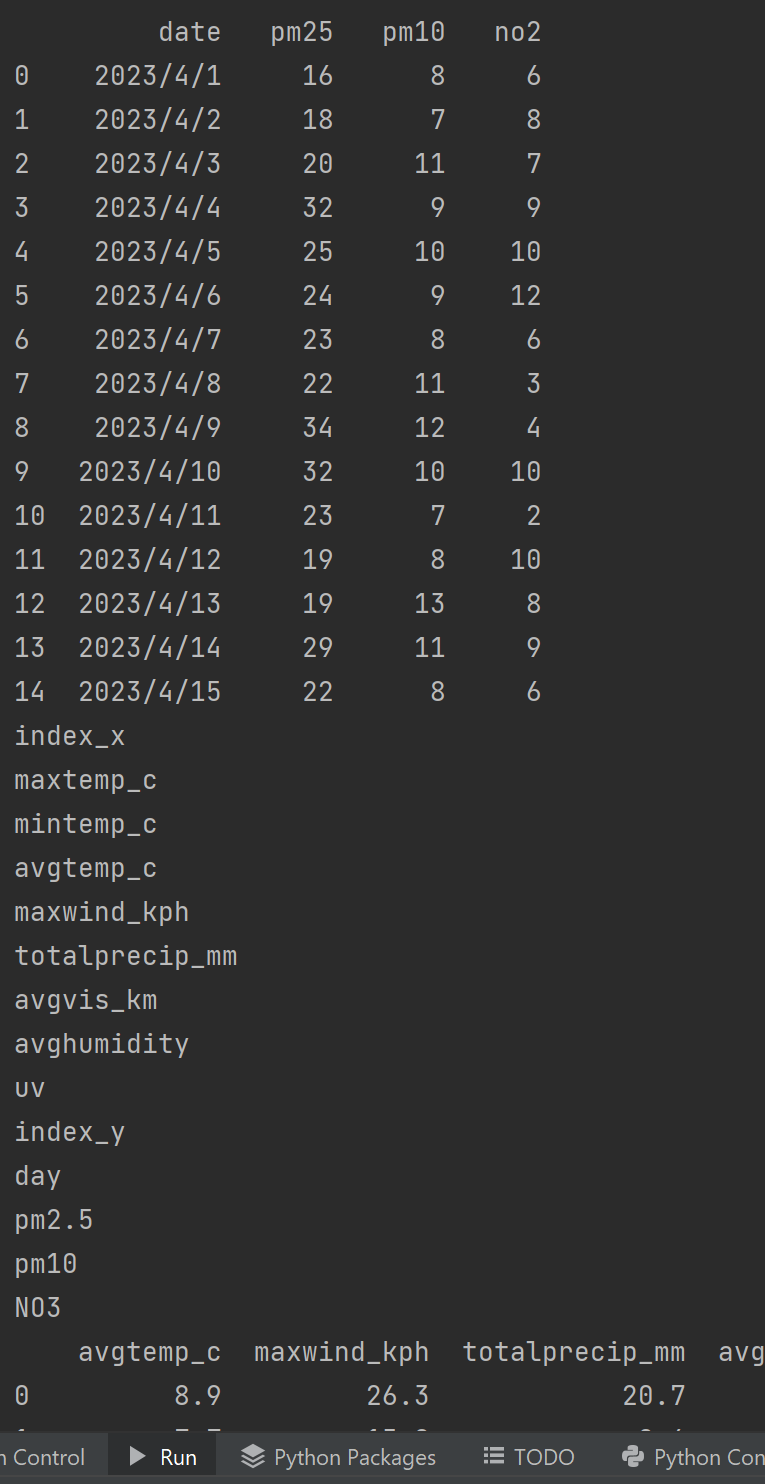 date pm25 pm10 no2
0 2023/4/1 16 8 6
1 2023/4/2 18 7 8
2 2023/4/3 20 11 7
3 2023/4/4 32 9 9
4 2023/4/5 25 10 10
5 2023/4/6 24 9 12
6 2023/4/7 23 8 6
7 2023/4/8 22 11 3
8 2023/4/9 34 12 4
9 2023/4/10 32 10 10
10 2023/4/11 23 7 2
11 2023/4/12 19 8 10
12 2023/4/13 19 13 8
13 2023/4/14 29 11 9
14 2023/4/15 22 8 6
index_x
maxtemp_c
mintemp_c
avgtemp_c
maxwind_kph
totalprecip_mm
avgvis_km
avghumidity
uv
index_y
day
pm2.5
pm10
NO3
avgtemp_c maxwind_kph totalprecip_mm avg
0 8.9 26.3 20.7
n Control Run Python Packages TODO Python Con